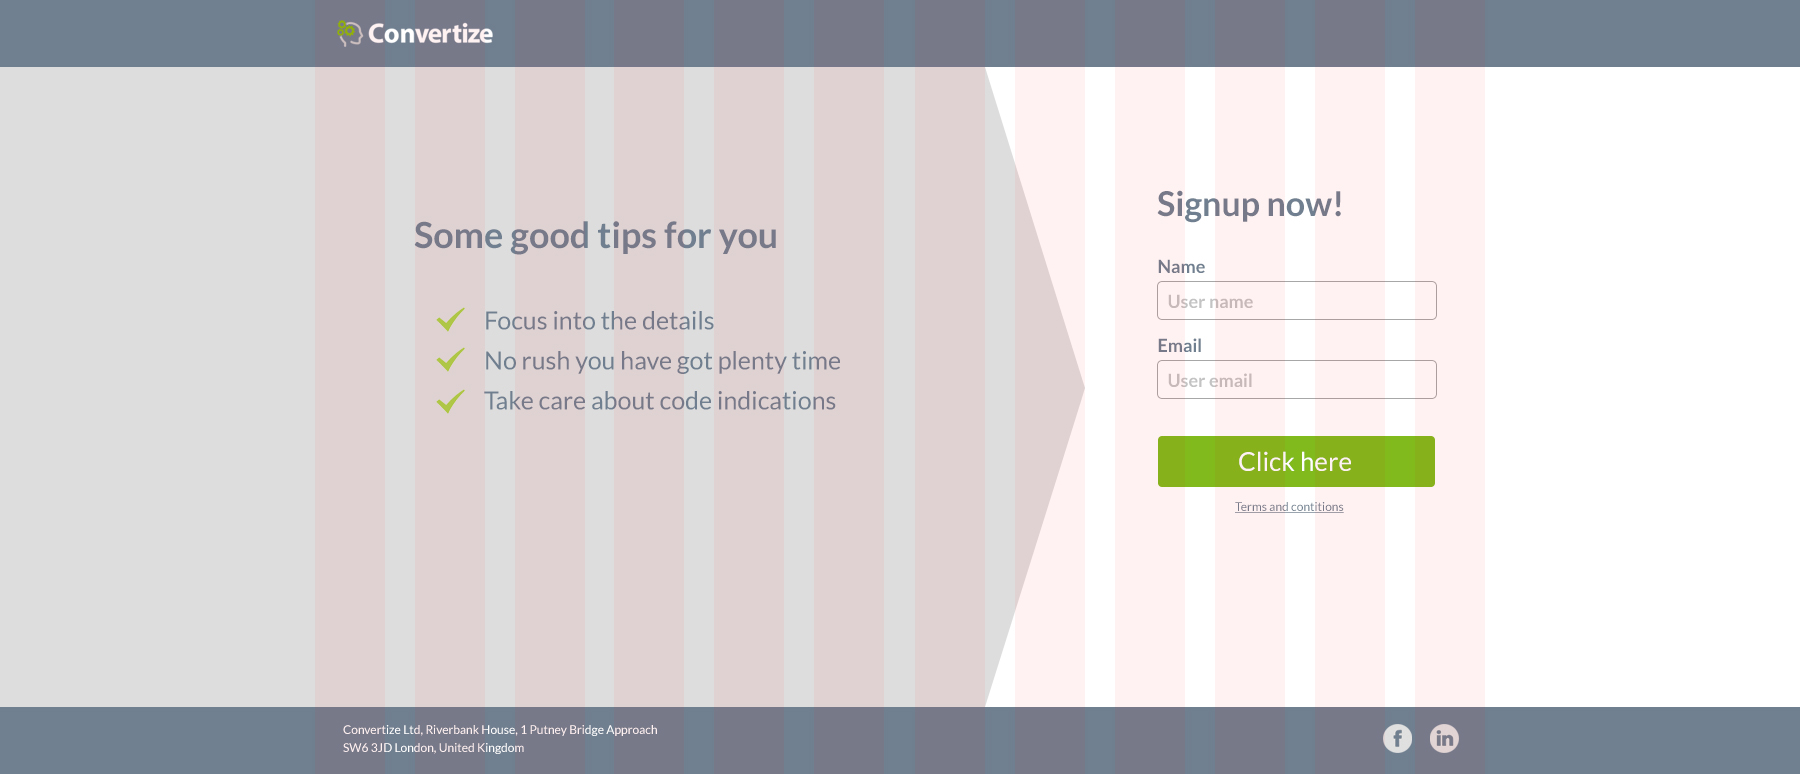 Convertize
Some good tips for you
Focus into the details
No rush you have got plenty time
Take care about code indications
Signup now!
Name
User name
Email
User email
Click here
Terms and contitions
Convertize Ltd, Riverbank House, 1 Putney Bridge Approach
SW6 3JD London, United Kingdom
f
in